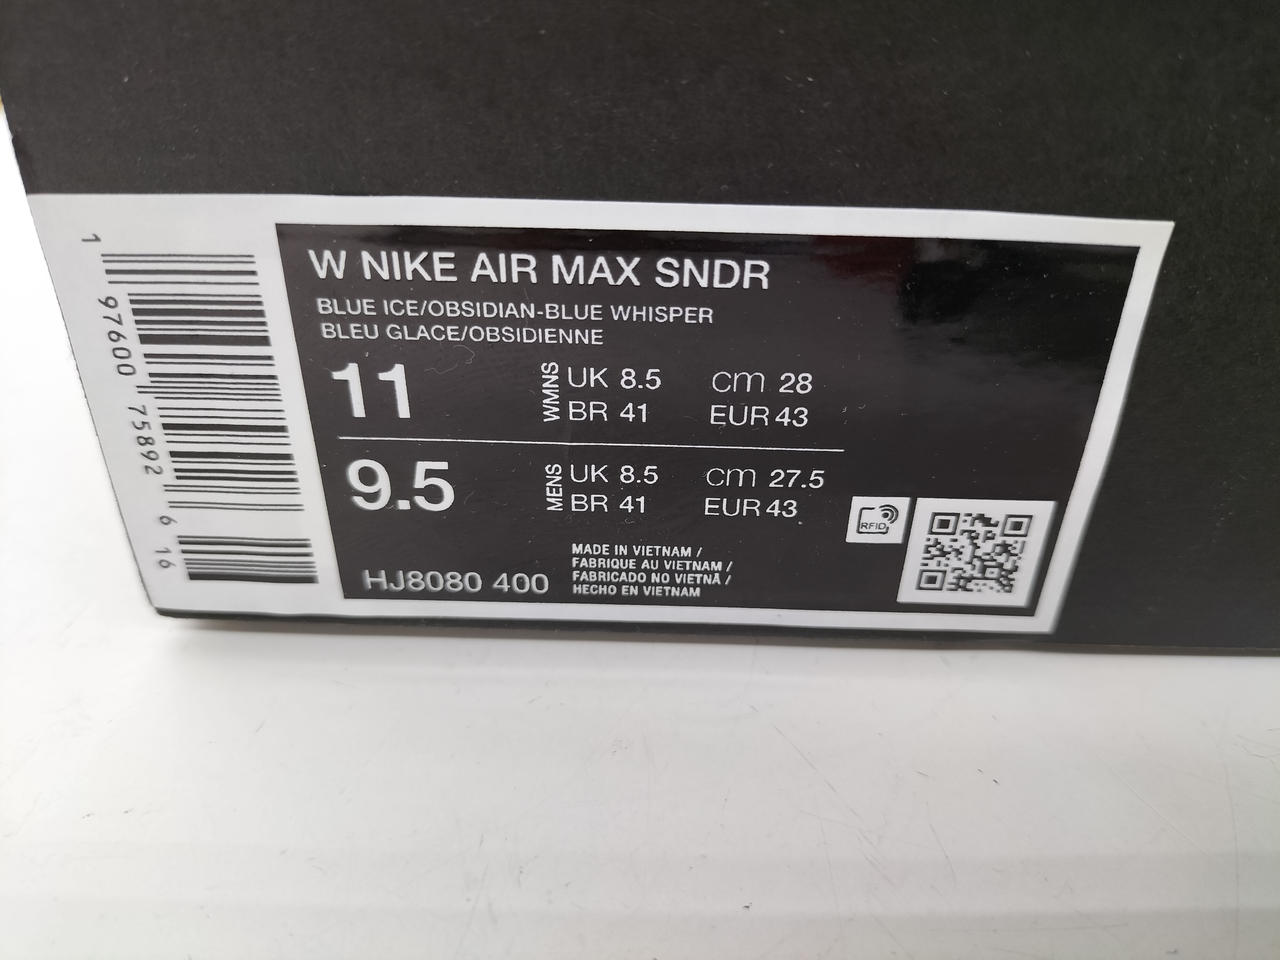 W NIKE AIR MAX SNDR
BLUE ICE/OBSIDIAN-BLUE WHISPER
BLEU GLACE/OBSIDIENNE
11 WMNS UK 8.5 cm 28
BR 41 EUR 43
9.5 MENS UK 8.5 cm 27.5
BR 41 EUR 43
HJ8080 400
MADE IN VIETNAM /
FABRIQUE AU VIETNAM /
FABRICADO NO VIETNÃ /
HECHO EN VIETNAM
RFID
1 97600 75892 6 16